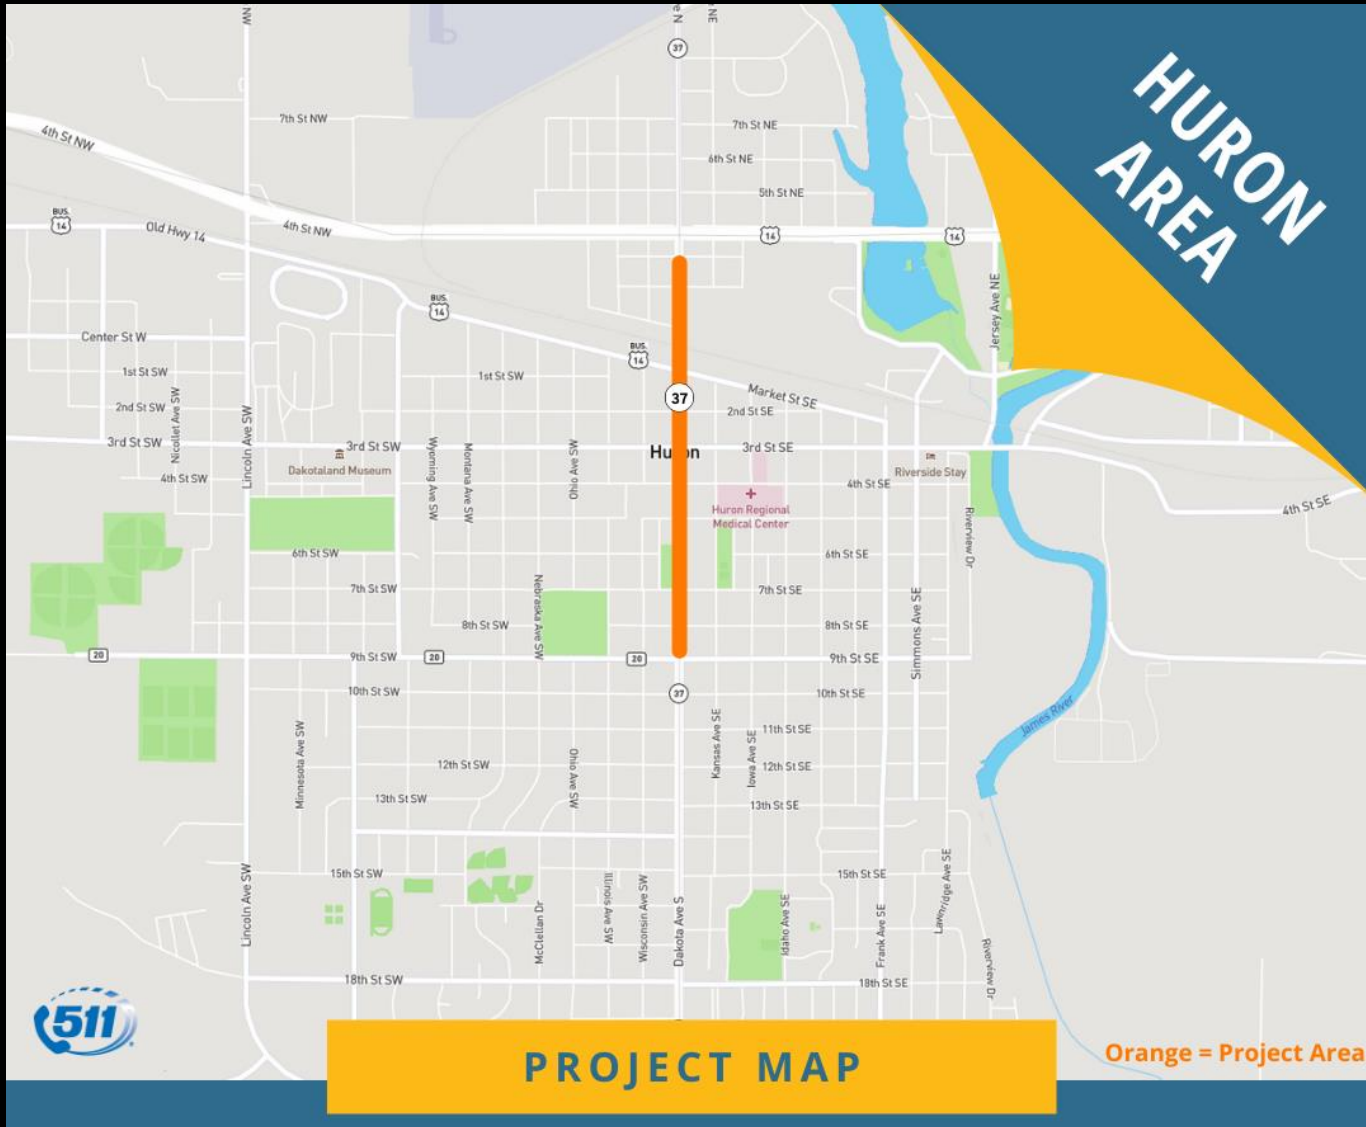 HURON
AREA
NW
e N
NE
37
7th St NW
7th St NE
4th St NW
6th St NE
5th St NE
BUS.
14
Old Hwy 14
4th St NW
14
14
BUS.
14
Jersey Ave NE
Center St W
BUS.
14
1st St SW
1st St SW
Nicollet Ave SW
37
Market St SE
2nd St SW
2nd St SE
Lincoln Ave SW
3rd St SW
3rd St SW
Wyoming Ave SW
Montana Ave SW
Ohio Ave SW
Huron
3rd St SE
4th St SW
Dakotaland Museum
Riverside Stay
4th St SE
4th St SE
Huron Regional
Medical Center
Riverview Dr
6th St SW
6th St SE
7th St SW
Nebraska Ave SW
7th St SE
Simmons Ave SE
8th St SW
8th St SE
20
9th St SW
20
20
9th St SE
10th St SW
37
10th St SE
James River
Minnesota Ave SW
Ohio Ave SW
Kansas Ave SE
Iowa Ave SE
11th St SE
12th St SW
12th St SE
13th St SW
13th St SE
15th St SW
15th St SE
Lincoln Ave SW
McClellan Dr
Illinois Ave SW
Wisconsin Ave SW
Dakota Ave S
Idaho Ave SE
Frank Ave SE
Lawnridge Ave SE
Riverview Dr
18th St SW
18th St SE
511
PROJECT MAP
Orange = Project Area